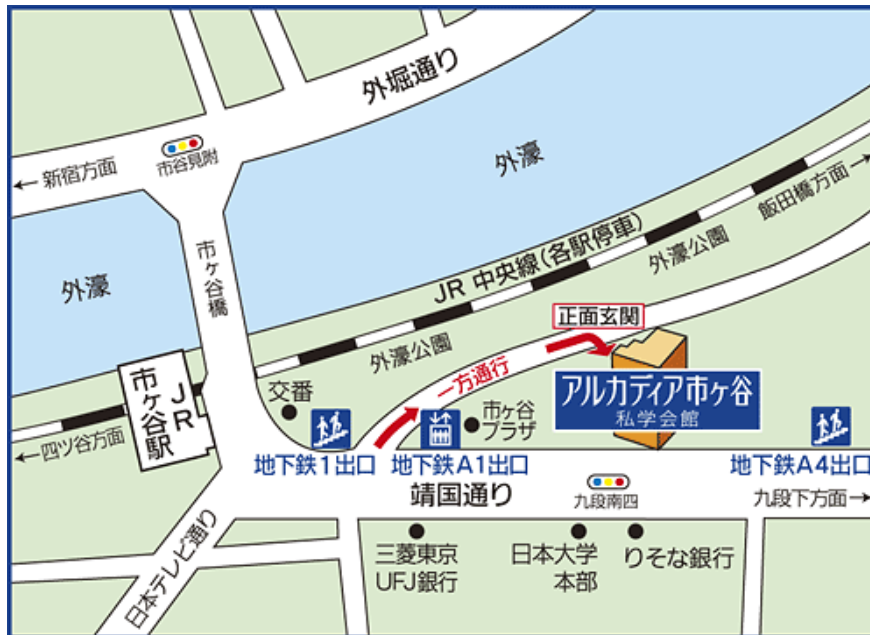 外堀通り
市谷見附
←新宿方面
外濠
飯田橋方面→
市ヶ谷橋
JR 中央線(各駅停車)
外濠公園
外濠
正面玄関
外濠公園
一方通行
JR
市ヶ谷駅
交番
アルカディア市ヶ谷
私学会館
市ヶ谷
プラザ
←四ツ谷方面
地下鉄1出口
地下鉄A1出口
地下鉄A4出口
靖国通り
九段南四
九段下方面→
日本テレビ通り
三菱東京
UFJ銀行
日本大学
本部
りそな銀行